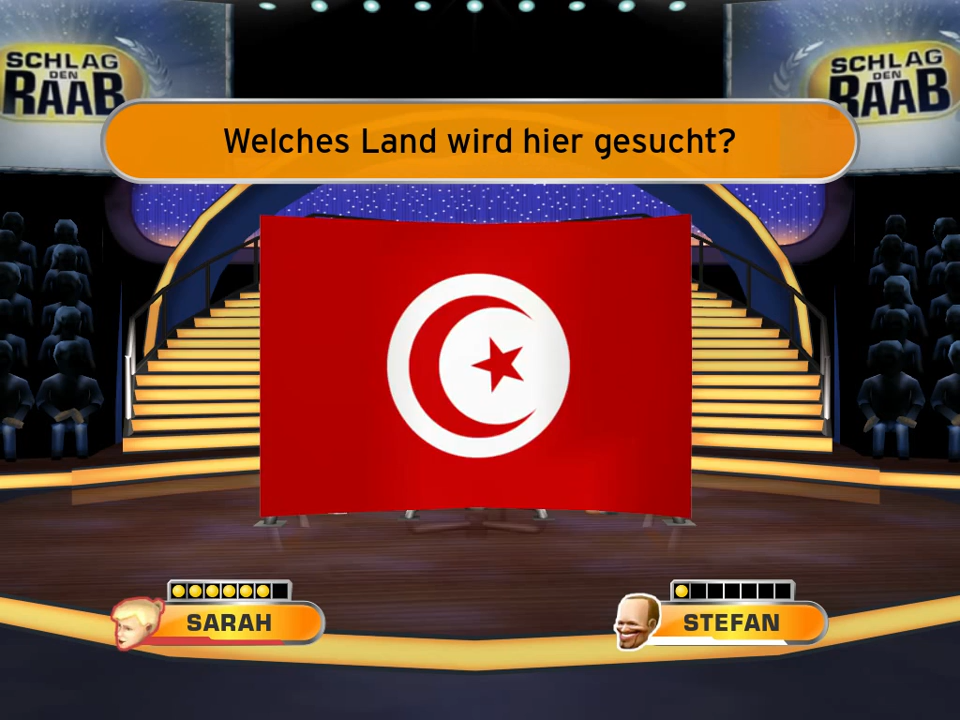 SCHLAG
DEN
RAAB
SCHLAG
DEN
RAAB
Welches Land wird hier gesucht?
SARAH
STEFAN